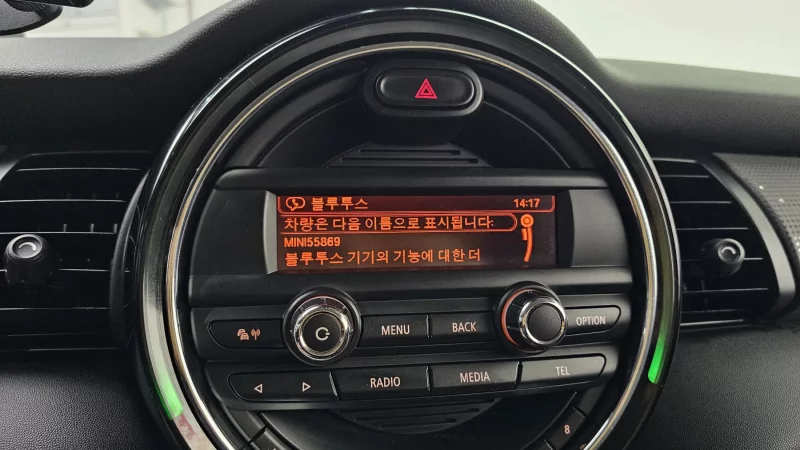 블루투스 14:17
차량은 다음 이름으로 표시됩니다:
MINI55869
블루투스 기기의 기능에 대한 더
MENU BACK OPTION
RADIO MEDIA TEL
8